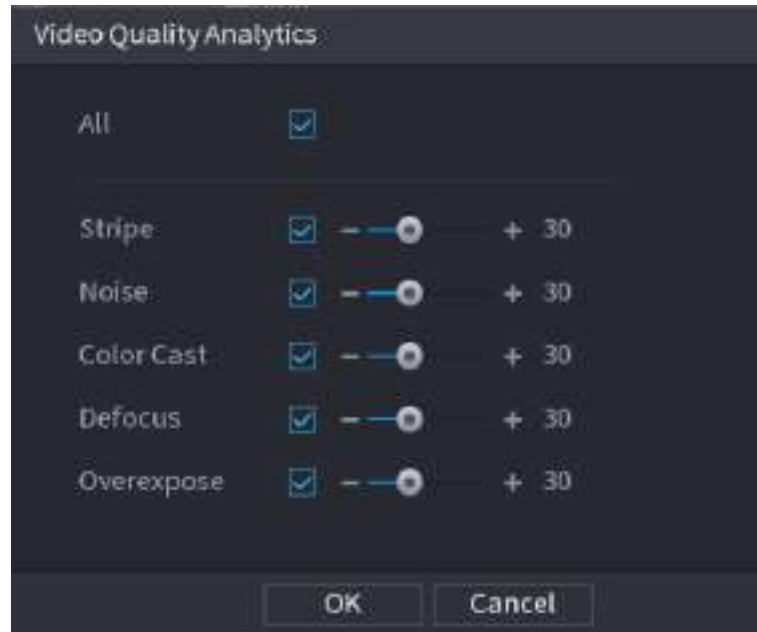 Video Quality Analytics
All
Stripe - + 30
Noise - + 30
Color Cast - + 30
Defocus - + 30
Overexpose - + 30
OK Cancel